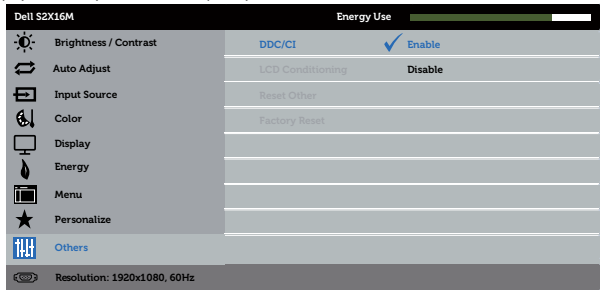 Dell S2X16M Energy Use
Brightness / Contrast DDC/CI Enable
Auto Adjust LCD Conditioning Disable
Input Source Reset Other
Color Factory Reset
Display
Energy
Menu
Personalize
Others
Resolution: 1920x1080, 60Hz